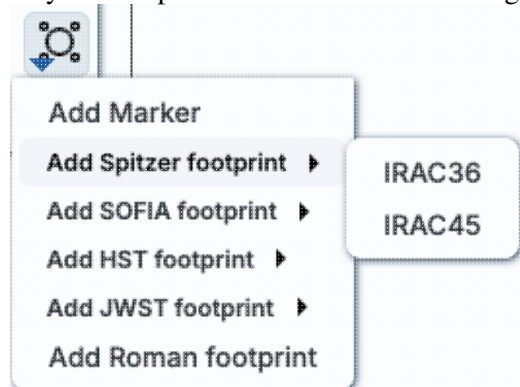 Add Marker
Add Spitzer footprint
IRAC36
Add SOFIA footprint
IRAC45
Add HST footprint
Add JWST footprint
Add Roman footprint